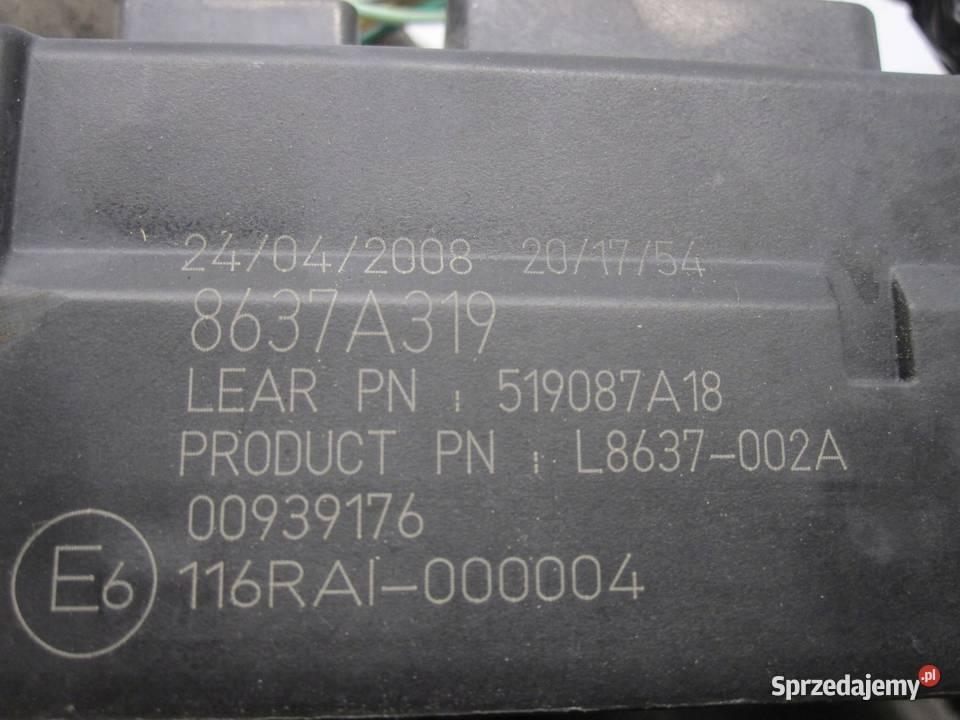 24/04/2008 20/17/54
8637A319
LEAR PN : 519087A18
PRODUCT PN : L8637-002A
00939176
E6 116RAI-000004
Sprzedajemy.pl